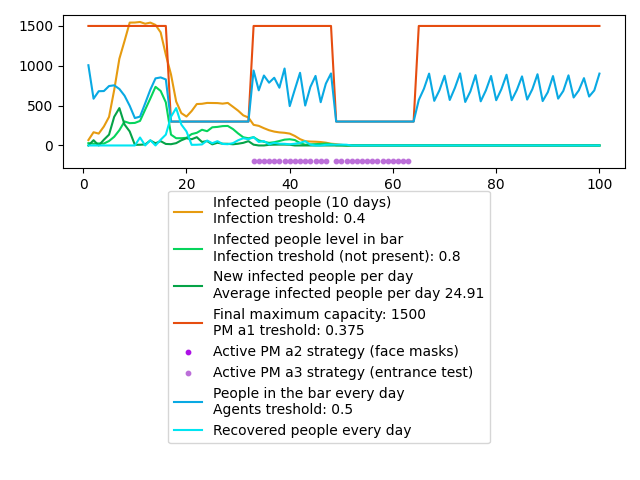 1500
1000
500
0
0 20 40 60 80 100
Infected people (10 days)
Infection treshold: 0.4
Infected people level in bar
Infection treshold (not present): 0.8
New infected people per day
Average infected people per day 24.91
Final maximum capacity: 1500
PM a1 treshold: 0.375
Active PM a2 strategy (face masks)
Active PM a3 strategy (entrance test)
People in the bar every day
Agents treshold: 0.5
Recovered people every day